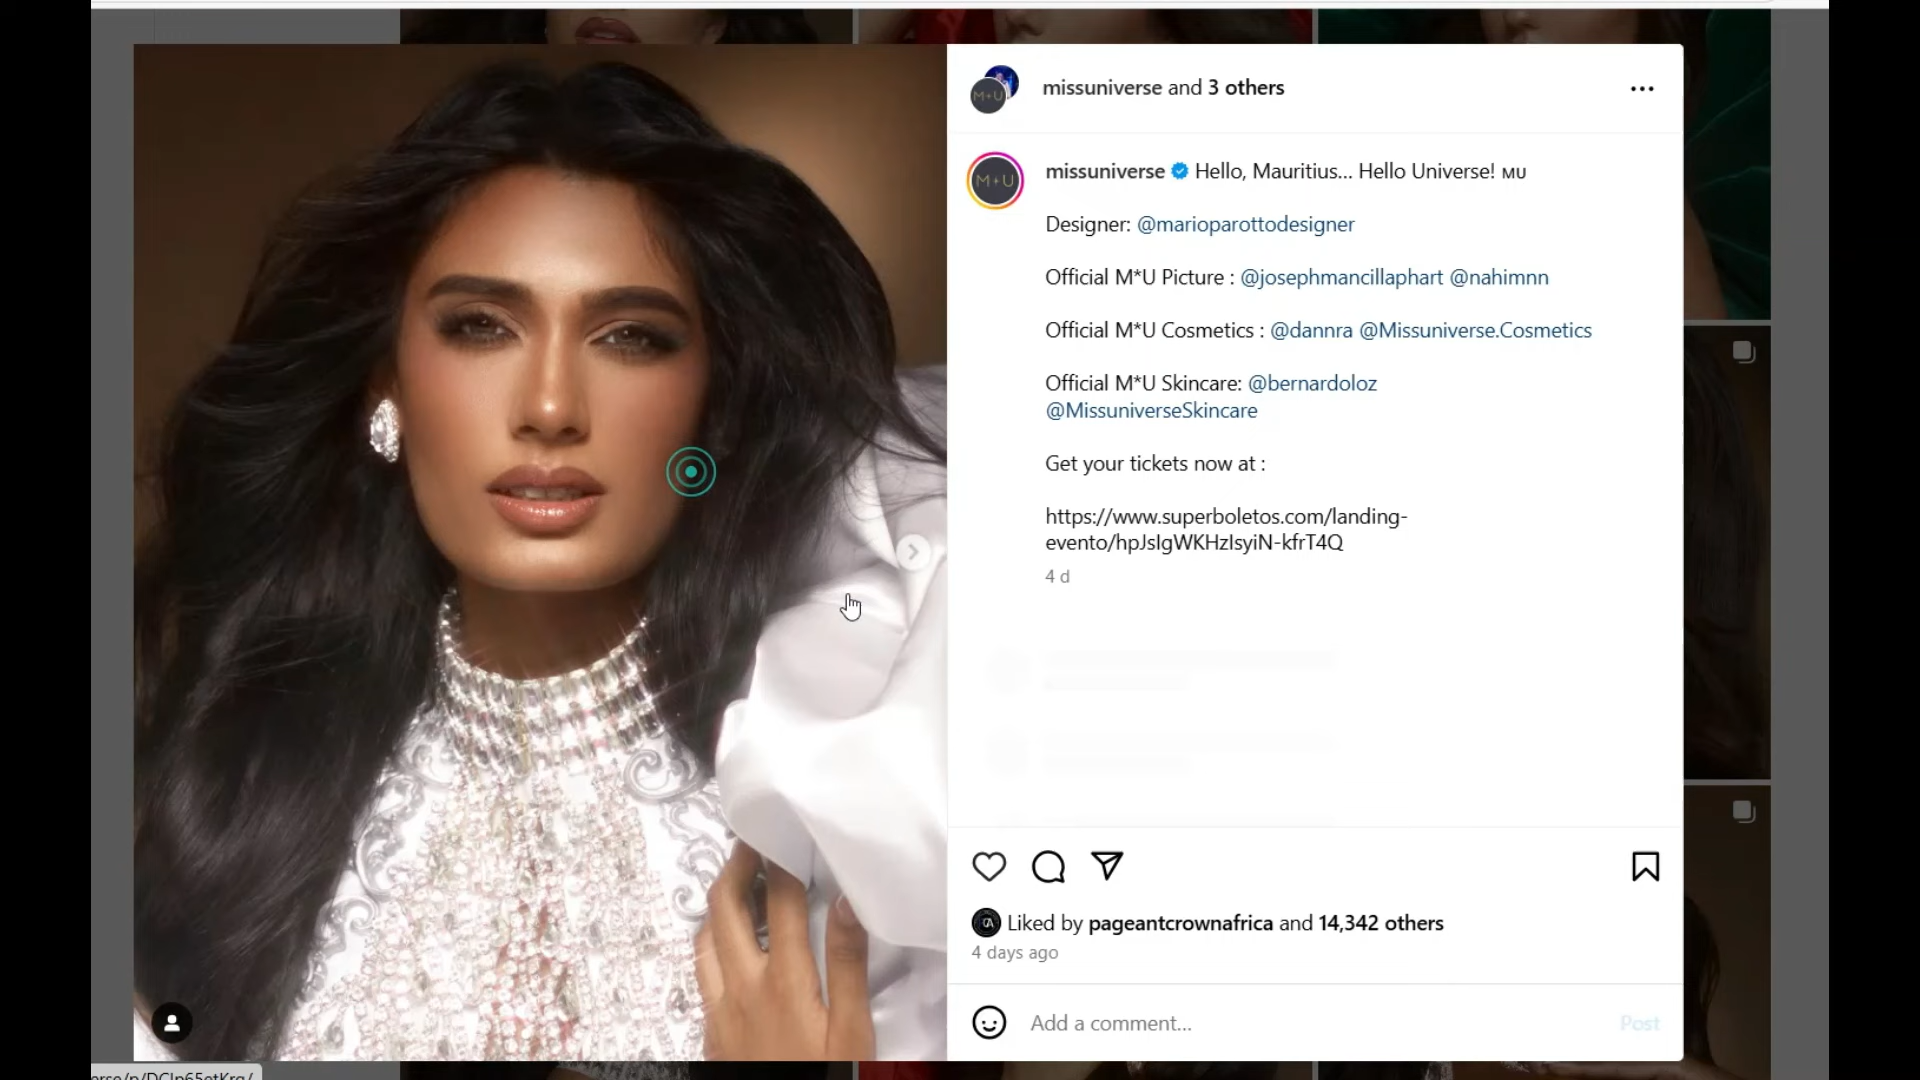 missuniverse and 3 others
missuniverse Hello, Mauritius... Hello Universe! ᴍᴜ
Designer: @marioparottodesigner
Official M*U Picture : @josephmancillaphart @nahimnn
Official M*U Cosmetics : @dannra @Missuniverse.Cosmetics
Official M*U Skincare: @bernardoloz
@MissuniverseSkincare
Get your tickets now at :
https://www.superboletos.com/landing-
evento/hpJsIgWKHzIsyiN-kfrT4Q
4 d
Liked by pageantcrownafrica and 14,342 others
4 days ago
Add a comment...
Post